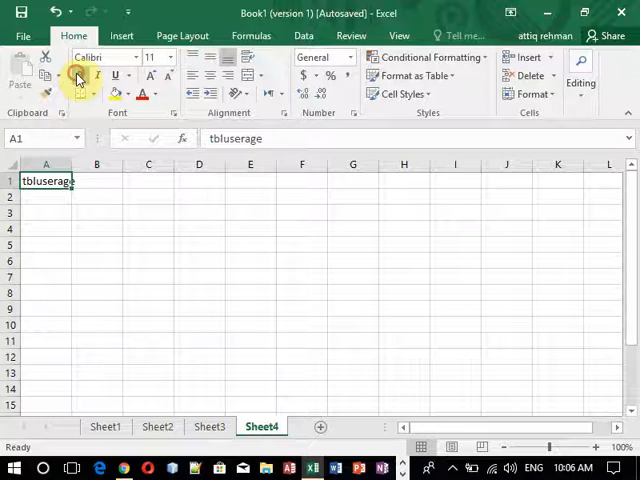 Book1 (version 1) [Autosaved] - Excel
File Home Insert Page Layout Formulas Data Review View Tell me... attiq rehman Share
Calibri 11 General Conditional Formatting Insert
Paste I U $ % , Format as Table Delete Editing
A A Cell Styles Format
Clipboard Font Alignment Number Styles Cells
A1 fx tbluserage
A B C D E F G H I J K L
1 tbluserage
2
3
4
5
6
7
8
9
10
11
12
13
14
15
Sheet1 Sheet2 Sheet3 Sheet4
Ready 100%
ENG 10:06 AM